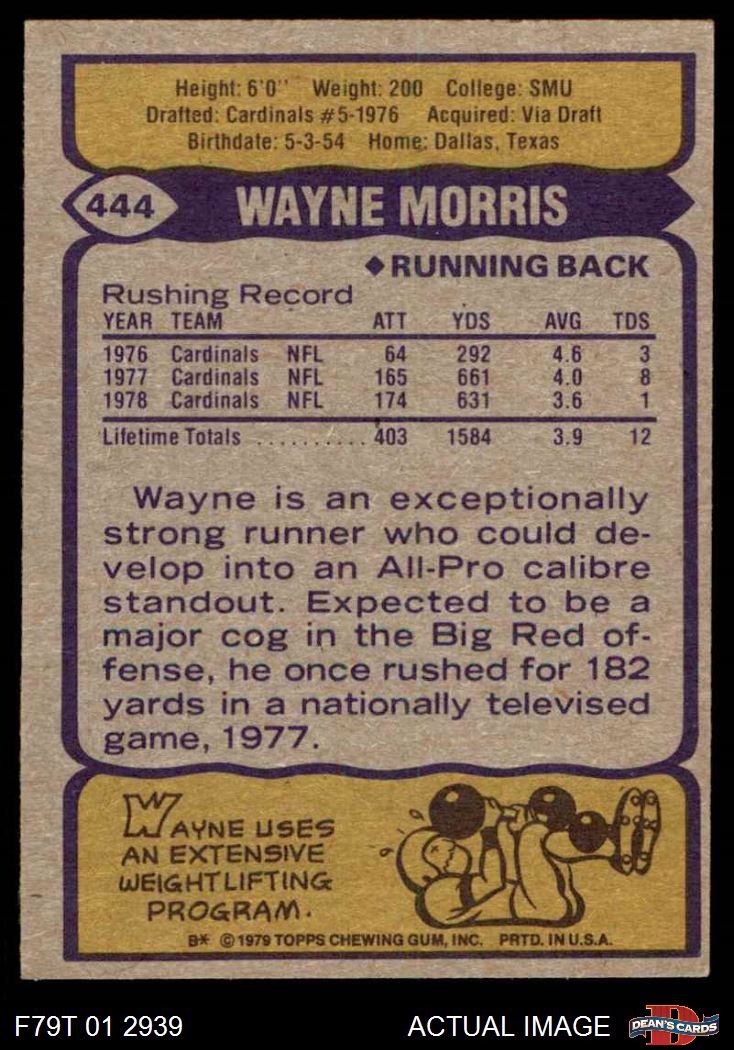 Height: 6'0" Weight: 200 College: SMU
Drafted: Cardinals #5-1976 Acquired: Via Draft
Birthdate: 5-3-54 Home: Dallas, Texas
444 WAYNE MORRIS
◆RUNNING BACK
Rushing Record
YEAR TEAM ATT YDS AVG TDS
1976 Cardinals NFL 64 292 4.6 3
1977 Cardinals NFL 165 661 4.0 8
1978 Cardinals NFL 174 631 3.6 1
Lifetime Totals .......... 403 1584 3.9 12
Wayne is an exceptionally
strong runner who could de-
velop into an All-Pro calibre
standout. Expected to be a
major cog in the Big Red of-
fense, he once rushed for 182
yards in a nationally televised
game, 1977.
WAYNE USES
AN EXTENSIVE
WEIGHTLIFTING
PROGRAM.
B* © 1979 TOPPS CHEWING GUM, INC. PRTD. IN U.S.A.
F79T 01 2939 ACTUAL IMAGE D DEAN'S CARDS